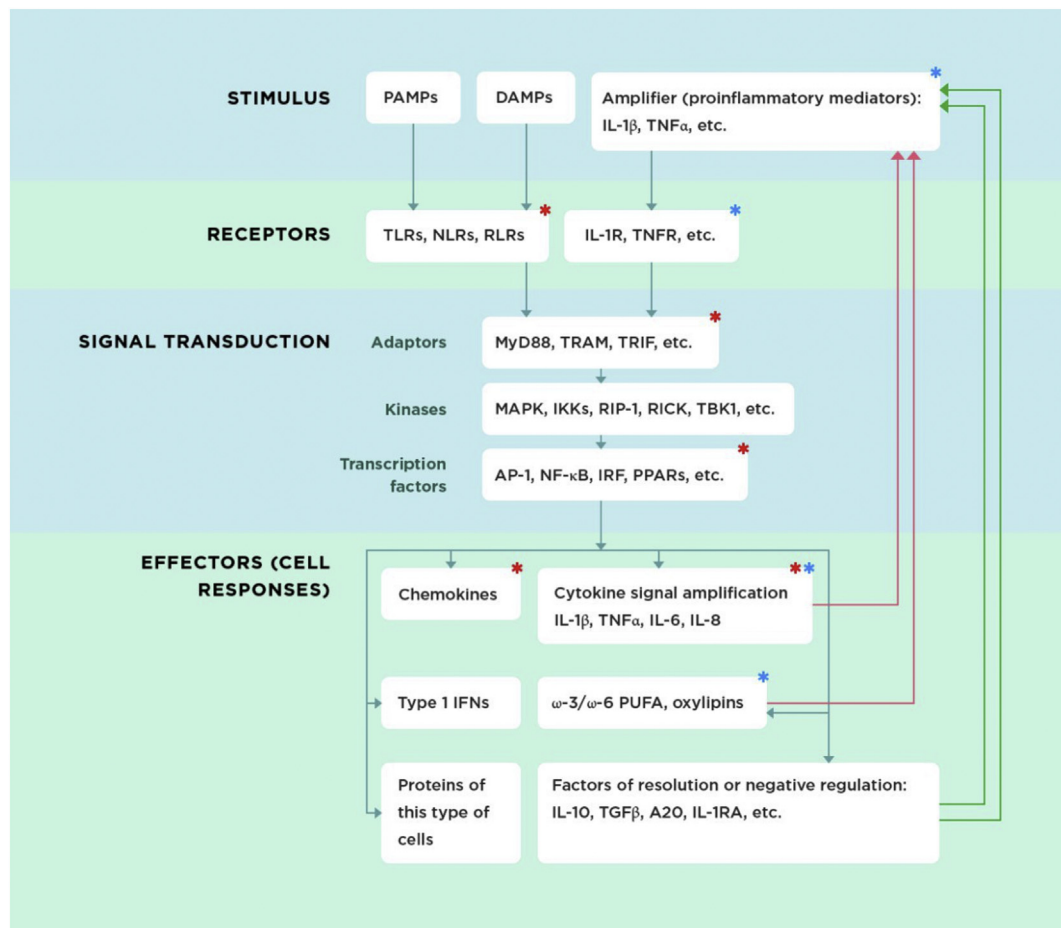 STIMULUS
PAMPs
DAMPs
Amplifier (proinflammatory mediators):
IL-1β, TNFα, etc.
RECEPTORS
TLRs, NLRs, RLRs
IL-1R, TNFR, etc.
SIGNAL TRANSDUCTION
Adaptors
MyD88, TRAM, TRIF, etc.
Kinases
MAPK, IKKs, RIP-1, RICK, TBK1, etc.
Transcription
factors
AP-1, NF-κB, IRF, PPARs, etc.
EFFECTORS (CELL
RESPONSES)
Chemokines
Cytokine signal amplification
IL-1β, TNFα, IL-6, IL-8
Type 1 IFNs
ω-3/ω-6 PUFA, oxylipins
Proteins of
this type of
cells
Factors of resolution or negative regulation:
IL-10, TGFβ, A20, IL-1RA, etc.